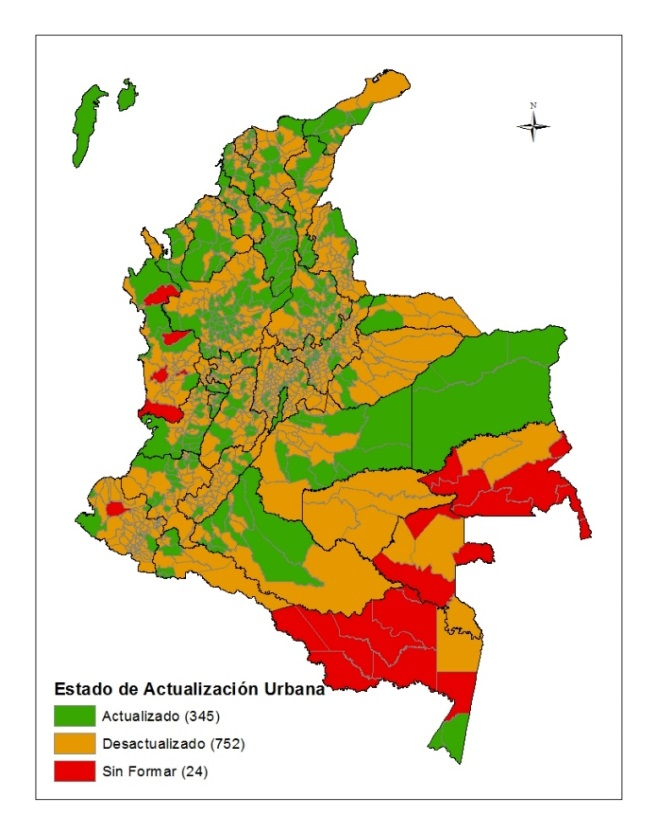 N
Estado de Actualización Urbana
Actualizado (345)
Desactualizado (752)
Sin Formar (24)